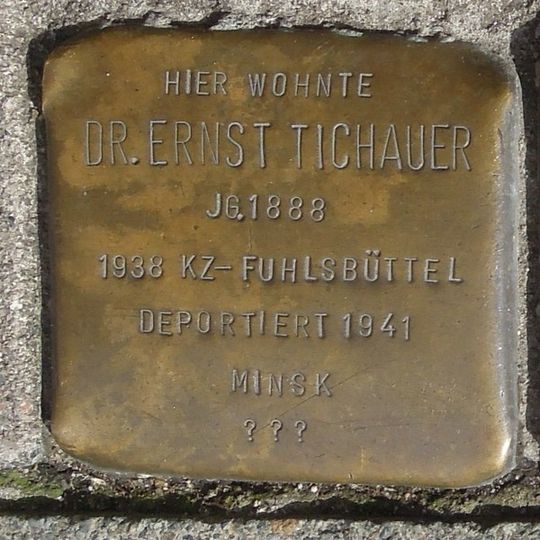 HIER WOHNTE
DR. ERNST TICHAUER
JG. 1888
1938 KZ-FUHLSBÜTTEL
DEPORTIERT 1941
MINSK
???